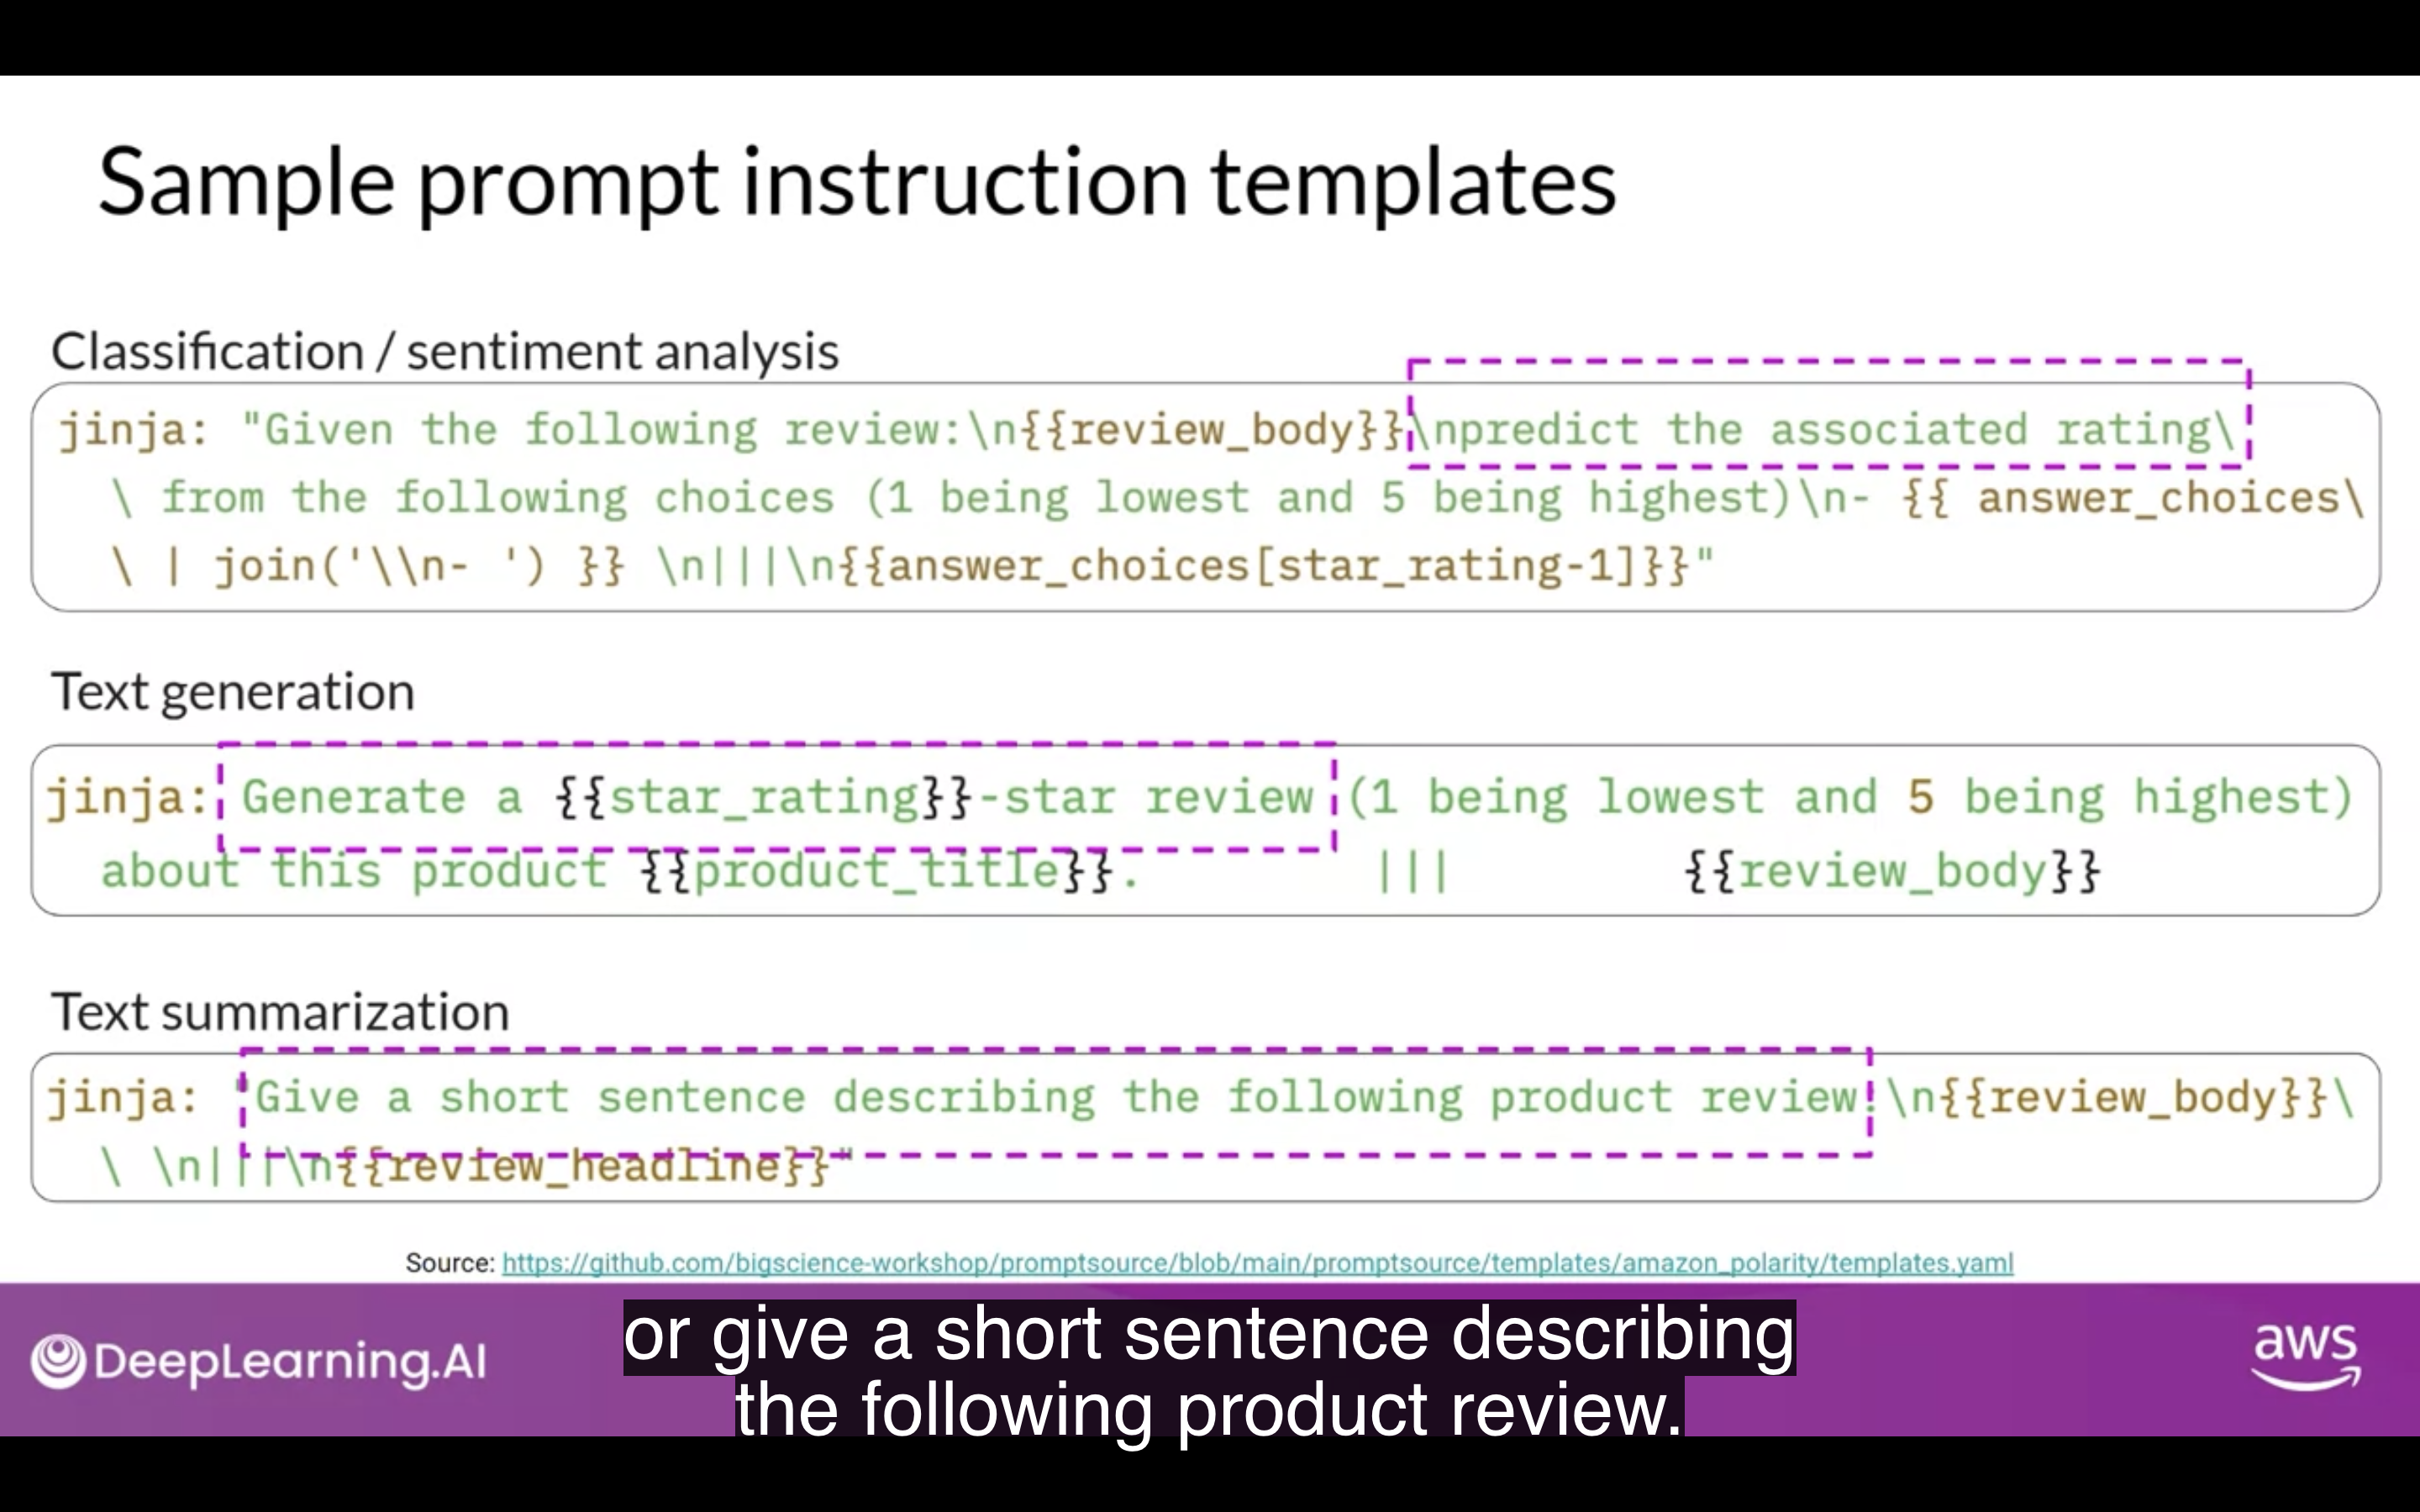 Sample prompt instruction templates
Classification / sentiment analysis
jinja: "Given the following review:\n{{review_body}}\npredict the associated rating\
\ from the following choices (1 being lowest and 5 being highest)\n- {{ answer_choices\
\ | join('\\n- ') }} \n|||\n{{answer_choices[star_rating-1]}}"
Text generation
jinja: Generate a {{star_rating}}-star review (1 being lowest and 5 being highest)
about this product {{product_title}}. ||| {{review_body}}
Text summarization
jinja: "Give a short sentence describing the following product review:\n{{review_body}}\
\ \n|||\n{{review_headline}}"
Source: https://github.com/bigscience-workshop/promptsource/blob/main/promptsource/templates/amazon_polarity/templates.yaml
DeepLearning.AI
or give a short sentence describing
the following product review.
aws